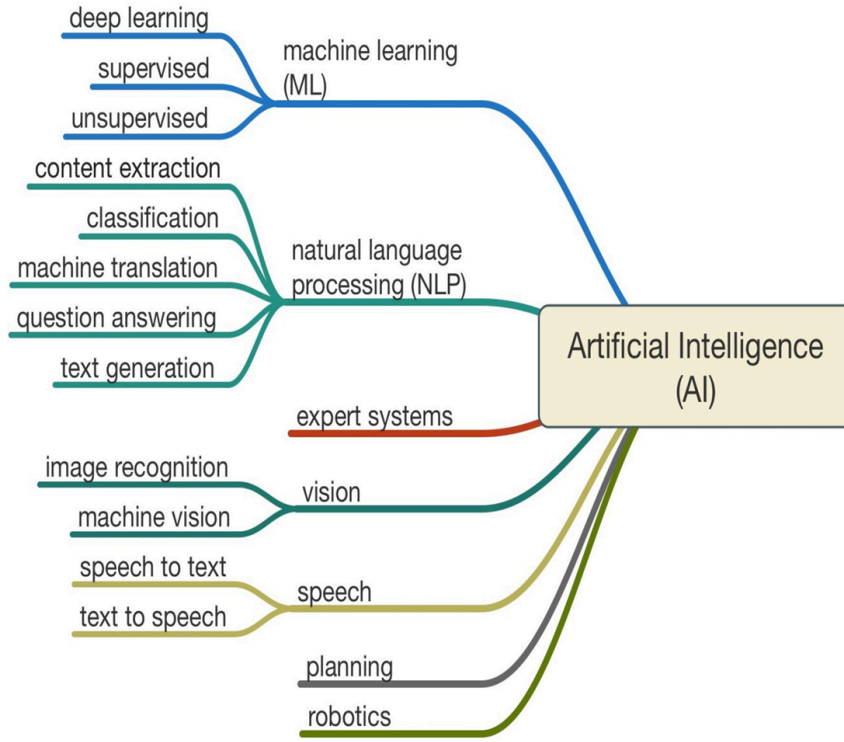 deep learning
supervised
unsupervised
machine learning
(ML)
content extraction
classification
machine translation
question answering
text generation
natural language
processing (NLP)
expert systems
image recognition
machine vision
vision
speech to text
text to speech
speech
planning
robotics
Artificial Intelligence
(AI)